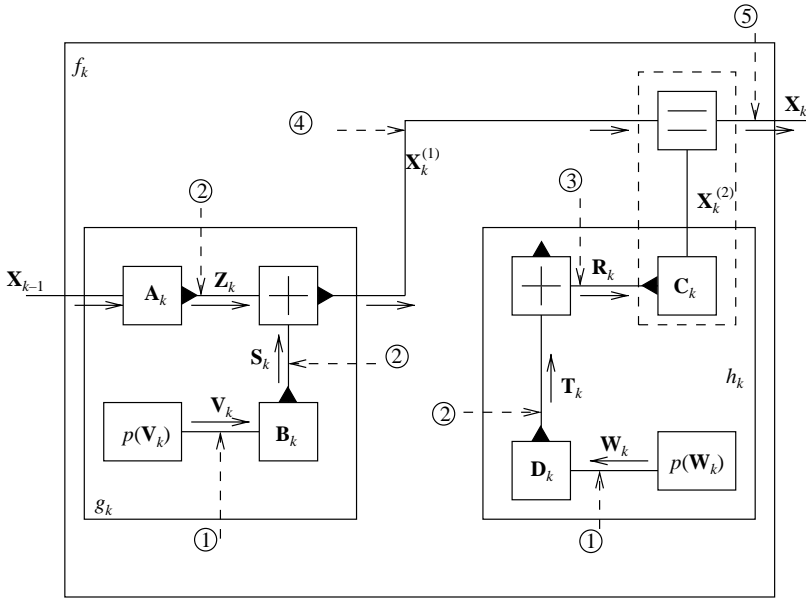 f_k
⑤
X_k
④
X_k^{(1)}
②
③
X_k^{(2)}
X_{k–1}
A_k
Z_k
R_k
C_k
S_k
②
h_k
V_k
②
T_k
p(V_k)
B_k
W_k
D_k
p(W_k)
g_k
①
①